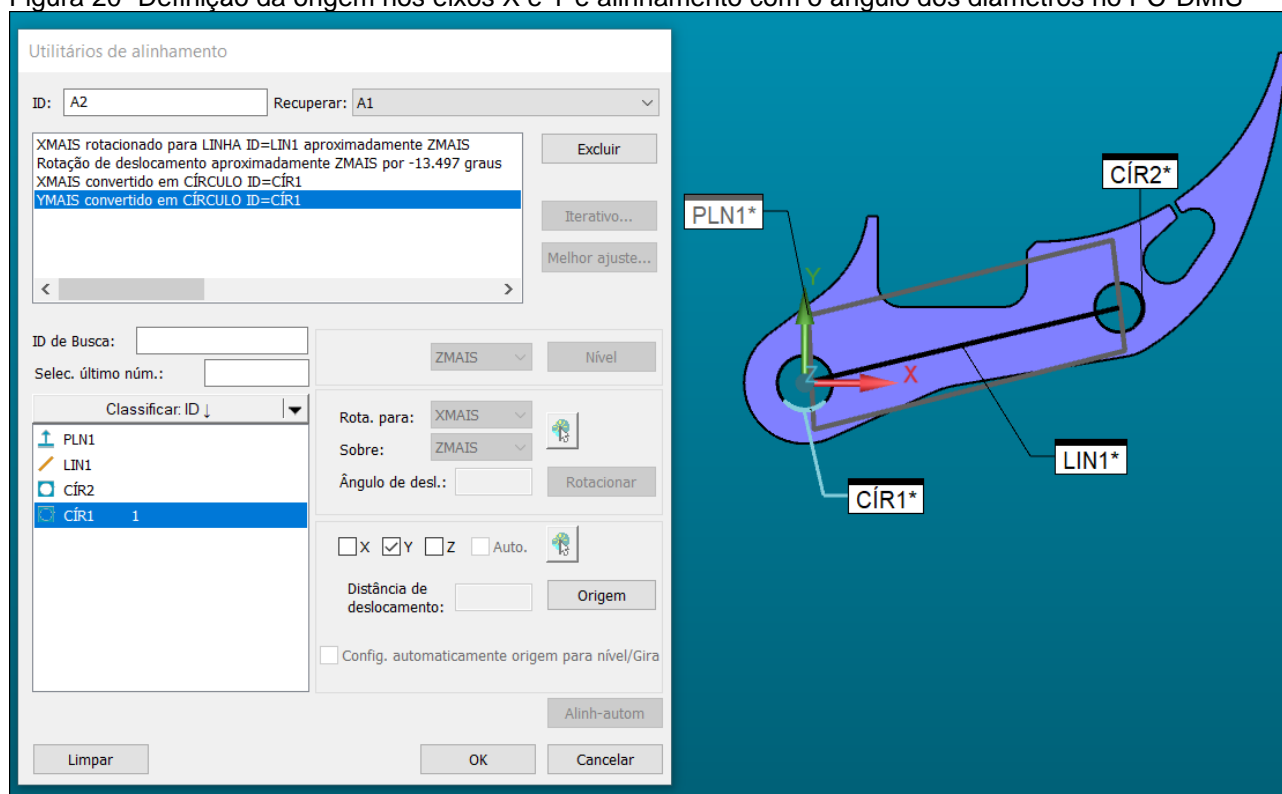 Figura 20- Definição da origem nos eixos X e Y e alinhamento com o ângulo dos diâmetros no PC-DMIS
Utilitários de alinhamento
ID: A2 Recuperar: A1
XMAIS rotacionado para LINHA ID=LIN1 aproximadamente ZMAIS
Rotação de deslocamento aproximadamente ZMAIS por -13.497 graus
XMAIS convertido em CÍRCULO ID=CÍR1
YMAIS convertido em CÍRCULO ID=CÍR1
Excluir
Iterativo...
Melhor ajuste...
ID de Busca:
Selec. último núm.:
ZMAIS Nível
Classificar: ID ↓
PLN1
LIN1
CÍR2
CÍR1 1
Rota. para: XMAIS
Sobre: ZMAIS
Ângulo de desl.: Rotacionar
X Y Z Auto.
Distância de
deslocamento: Origem
Config. automaticamente origem para nível/Gira
Alinh-autom
Limpar OK Cancelar
CÍR2*
PLN1*
Y
Z X
LIN1*
CÍR1*